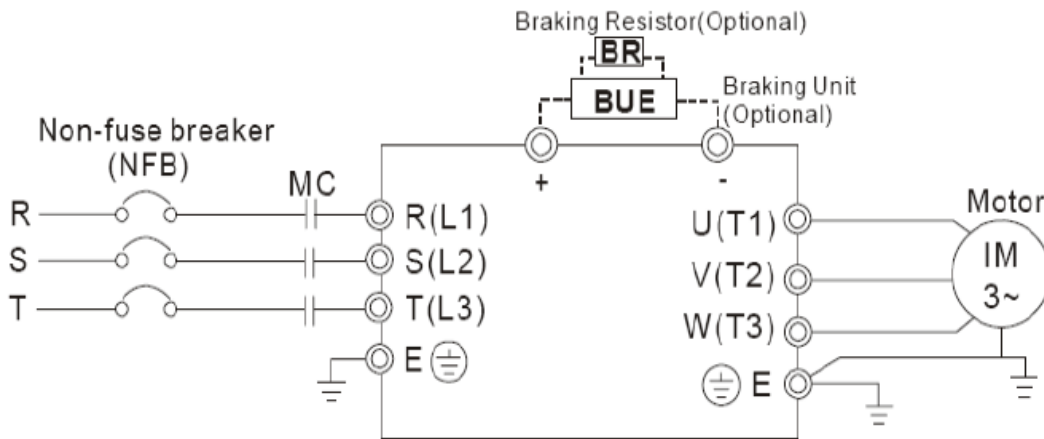 Braking Resistor(Optional)
BR
BUE
Braking Unit
(Optional)
Non-fuse breaker
(NFB)
MC
+
-
R
R(L1)
S
S(L2)
T
T(L3)
E
U(T1)
V(T2)
W(T3)
E
Motor
IM
3~